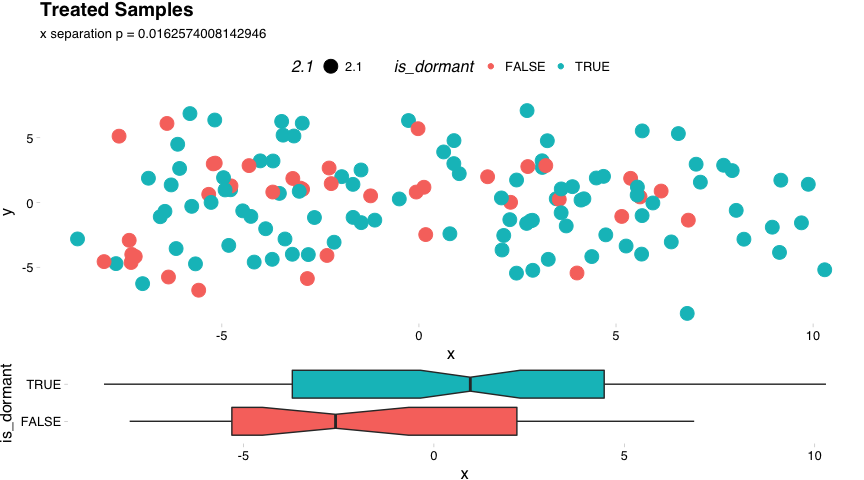 Treated Samples
x separation p = 0.0162574008142946
2.1 2.1 is_dormant FALSE TRUE
5
0
-5
y
-5 0 5 10
x
is_dormant
TRUE
FALSE
-5 0 5 10
x